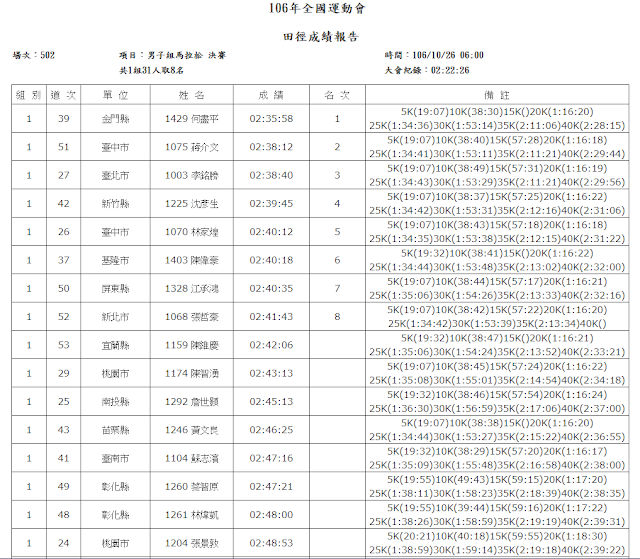 106年全國運動會
田徑成績報告
場次：502 項目：男子組馬拉松 決賽 時間：106/10/26 06:00
共1組31人取8名 大會紀錄：02:22:26
組 別 道 次 單 位 姓 名 成 績 名 次 備 註
1 39 金門縣 1429 何盡平 02:35:58 1 5K(19:07)10K(38:30)15K()20K(1:16:20)
25K(1:34:36)30K(1:53:14)35K(2:11:06)40K(2:28:15)
1 51 臺中市 1075 蔣介文 02:38:12 2 5K(19:07)10K(38:40)15K(57:28)20K(1:16:18)
25K(1:34:41)30K(1:53:11)35K(2:11:21)40K(2:29:44)
1 27 臺北市 1003 李銘勝 02:38:40 3 5K(19:07)10K(38:49)15K(57:31)20K(1:16:19)
25K(1:34:43)30K(1:53:29)35K(2:11:21)40K(2:29:56)
1 42 新竹縣 1225 沈彥生 02:39:45 4 5K(19:07)10K(38:37)15K(57:25)20K(1:16:22)
25K(1:34:42)30K(1:53:31)35K(2:12:16)40K(2:31:06)
1 26 臺中市 1070 林家煌 02:40:12 5 5K(19:07)10K(38:43)15K(57:18)20K(1:16:18)
25K(1:34:35)30K(1:53:38)35K(2:12:15)40K(2:31:22)
1 37 基隆市 1403 陳偉豪 02:40:18 6 5K(19:32)10K(38:41)15K()20K(1:16:22)
25K(1:34:44)30K(1:53:48)35K(2:13:02)40K(2:32:00)
1 50 屏東縣 1328 江承鴻 02:40:35 7 5K(19:07)10K(38:44)15K(57:17)20K(1:16:21)
25K(1:35:06)30K(1:54:26)35K(2:13:33)40K(2:32:16)
1 52 新北市 1068 張哲豪 02:41:43 8 5K(19:07)10K(38:42)15K(57:22)20K(1:16:20)
25K(1:34:42)30K(1:53:39)35K(2:13:34)40K()
1 53 宜蘭縣 1159 陳維慶 02:42:06 5K(19:32)10K(38:47)15K()20K(1:16:21)
25K(1:35:06)30K(1:54:24)35K(2:13:52)40K(2:33:21)
1 29 桃園市 1174 陳智湧 02:43:13 5K(19:07)10K(38:45)15K(57:24)20K(1:16:22)
25K(1:35:08)30K(1:55:01)35K(2:14:54)40K(2:34:18)
1 25 南投縣 1292 詹世顥 02:45:13 5K(19:32)10K(38:46)15K(57:54)20K(1:16:24)
25K(1:36:30)30K(1:56:59)35K(2:17:06)40K(2:37:00)
1 43 苗栗縣 1246 黃文良 02:46:25 5K(19:07)10K(38:38)15K()20K(1:16:20)
25K(1:34:44)30K(1:53:27)35K(2:15:22)40K(2:36:55)
1 41 臺南市 1104 蘇志濱 02:47:16 5K(19:32)10K(38:29)15K(57:20)20K(1:16:17)
25K(1:35:09)30K(1:55:48)35K(2:16:58)40K(2:38:00)
1 49 彰化縣 1260 蔡智原 02:47:21 5K(19:55)10K(49:43)15K(59:15)20K(1:17:20)
25K(1:38:11)30K(1:58:23)35K(2:18:39)40K(2:38:35)
1 48 彰化縣 1261 林煒凱 02:48:00 5K(19:55)10K(39:44)15K(59:16)20K(1:17:22)
25K(1:38:26)30K(1:58:59)35K(2:19:19)40K(2:39:31)
1 24 桃園市 1204 張景敦 02:48:53 5K(20:21)10K(40:18)15K(59:55)20K(1:18:30)
25K(1:38:59)30K(1:59:14)35K(2:19:18)40K(2:39:22)